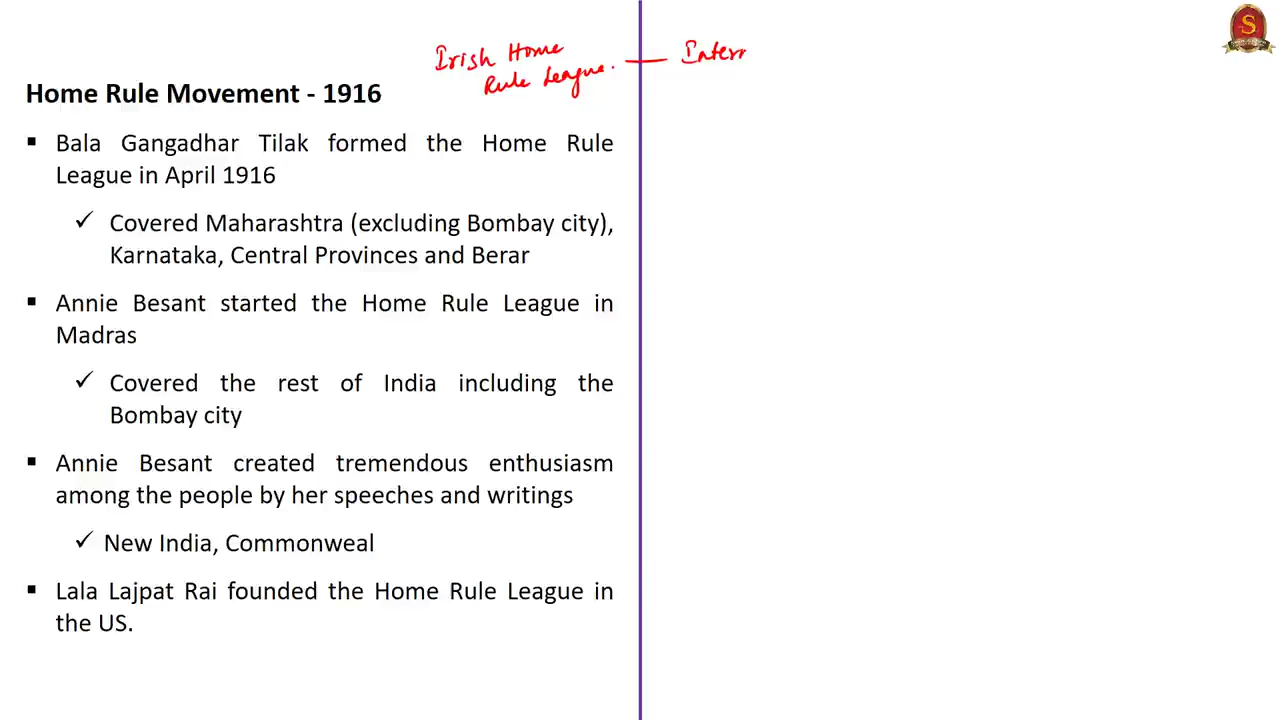 Irish Home
Rule League. — Inter
Home Rule Movement - 1916
▪ Bala Gangadhar Tilak formed the Home Rule
League in April 1916
✓ Covered Maharashtra (excluding Bombay city),
Karnataka, Central Provinces and Berar
▪ Annie Besant started the Home Rule League in
Madras
✓ Covered the rest of India including the
Bombay city
▪ Annie Besant created tremendous enthusiasm
among the people by her speeches and writings
✓ New India, Commonweal
▪ Lala Lajpat Rai founded the Home Rule League in
the US.
S